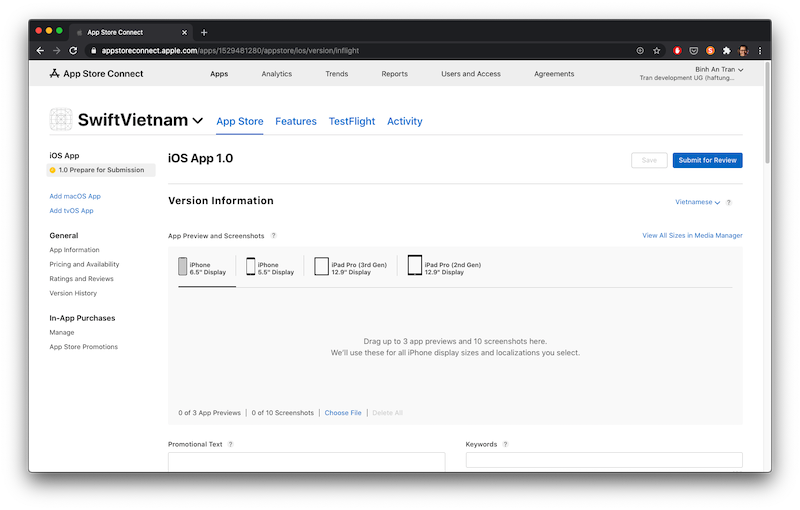 App Store Connect
appstoreconnect.apple.com/apps/1529481280/appstore/ios/version/inflight
App Store Connect
Apps
Analytics
Trends
Reports
Users and Access
Agreements
Binh An Tran
Tran development UG (haftung...
SwiftVietnam
App Store
Features
TestFlight
Activity
iOS App
1.0 Prepare for Submission
Add macOS App
Add tvOS App
General
App Information
Pricing and Availability
Ratings and Reviews
Version History
In-App Purchases
Manage
App Store Promotions
iOS App 1.0
Save
Submit for Review
Version Information
Vietnamese
?
App Preview and Screenshots ?
View All Sizes in Media Manager
iPhone
6.5" Display
iPhone
5.5" Display
iPad Pro (3rd Gen)
12.9" Display
iPad Pro (2nd Gen)
12.9" Display
Drag up to 3 app previews and 10 screenshots here.
We'll use these for all iPhone display sizes and localizations you select.
0 of 3 App Previews
0 of 10 Screenshots
Choose File
Delete All
Promotional Text ?
Keywords ?